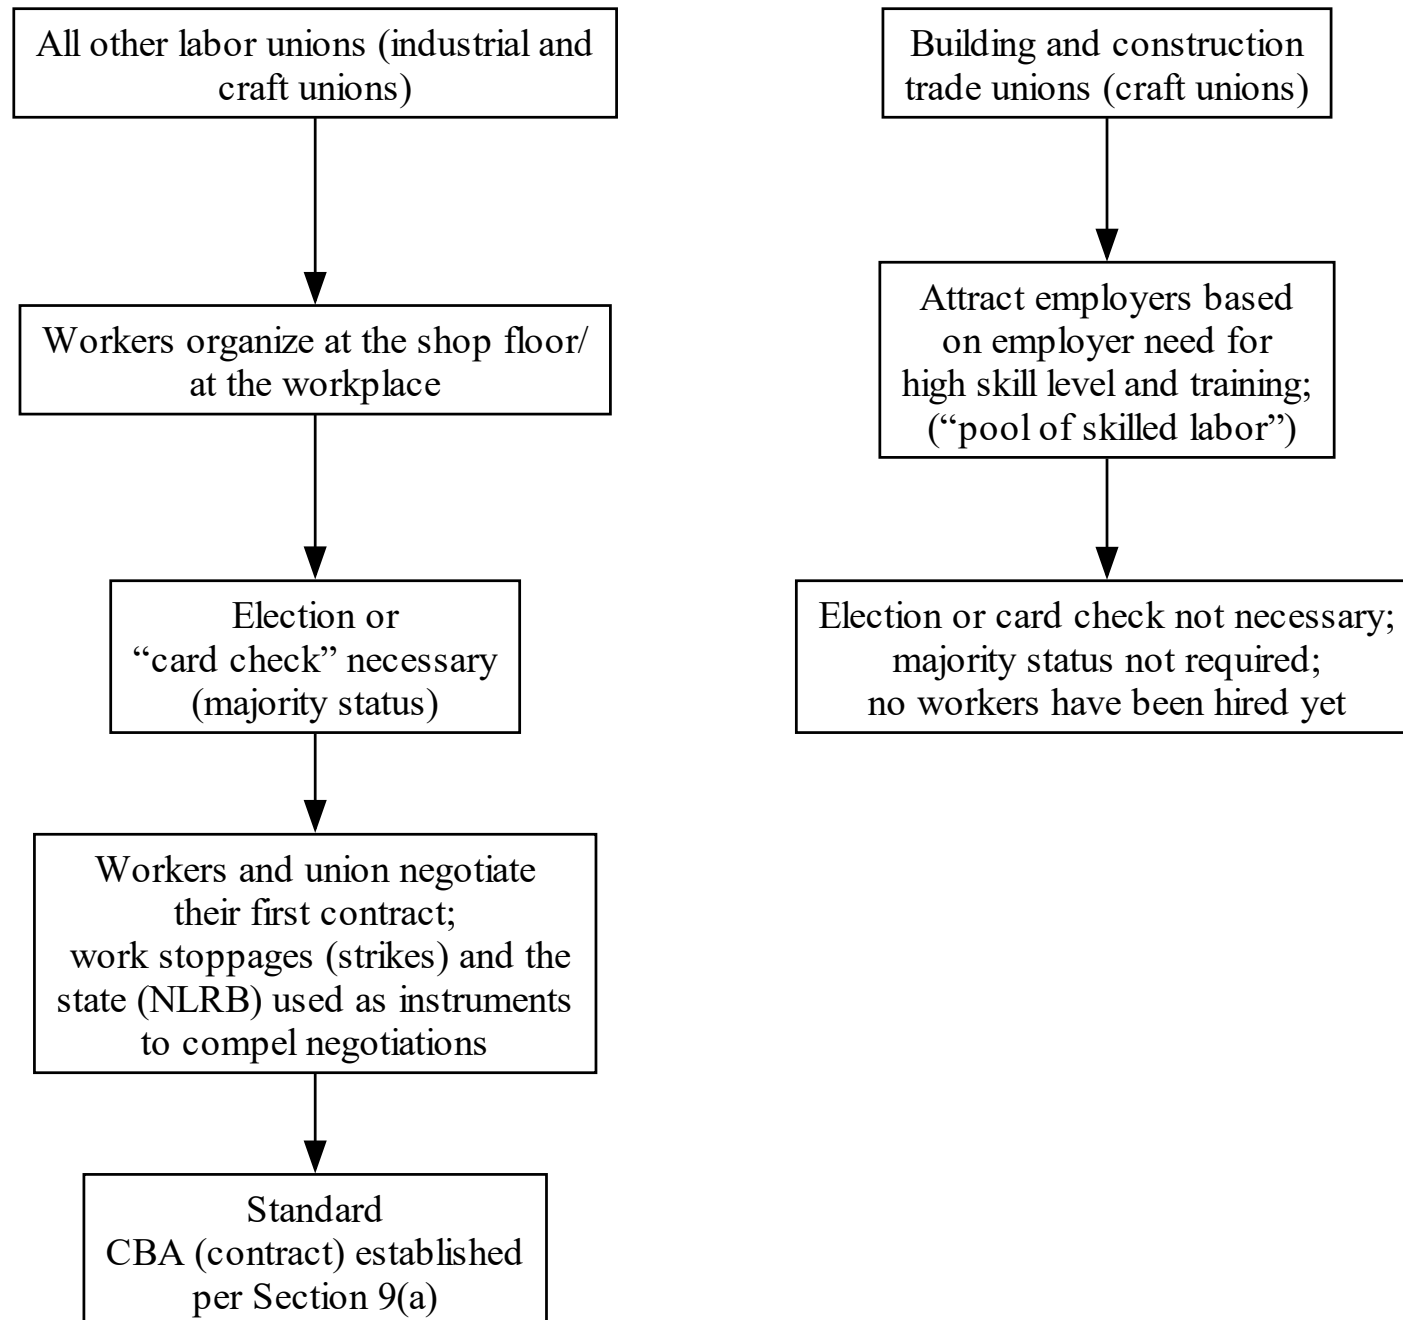 All other labor unions (industrial and
craft unions)
Workers organize at the shop floor/
at the workplace
Election or
“card check” necessary
(majority status)
Workers and union negotiate
their first contract;
work stoppages (strikes) and the
state (NLRB) used as instruments
to compel negotiations
Standard
CBA (contract) established
per Section 9(a)
Building and construction
trade unions (craft unions)
Attract employers based
on employer need for
high skill level and training;
(“pool of skilled labor”)
Election or card check not necessary;
majority status not required;
no workers have been hired yet